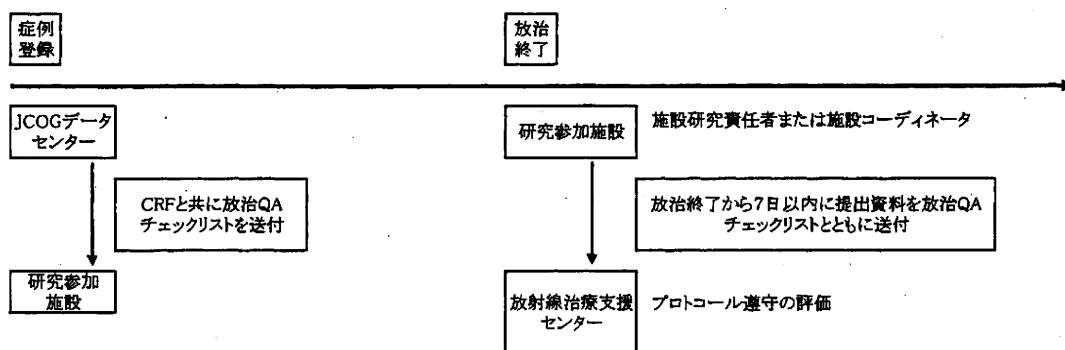 症例
登録
放治
終了
JCOGデータ
センター
研究参加施設
施設研究責任者または施設コーディネータ
CRFと共に放治QA
チェックリストを送付
放治終了から7日以内に提出資料を放治QA
チェックリストとともに送付
研究参加
施設
放射線治療支援
センター
プロトコール遵守の評価